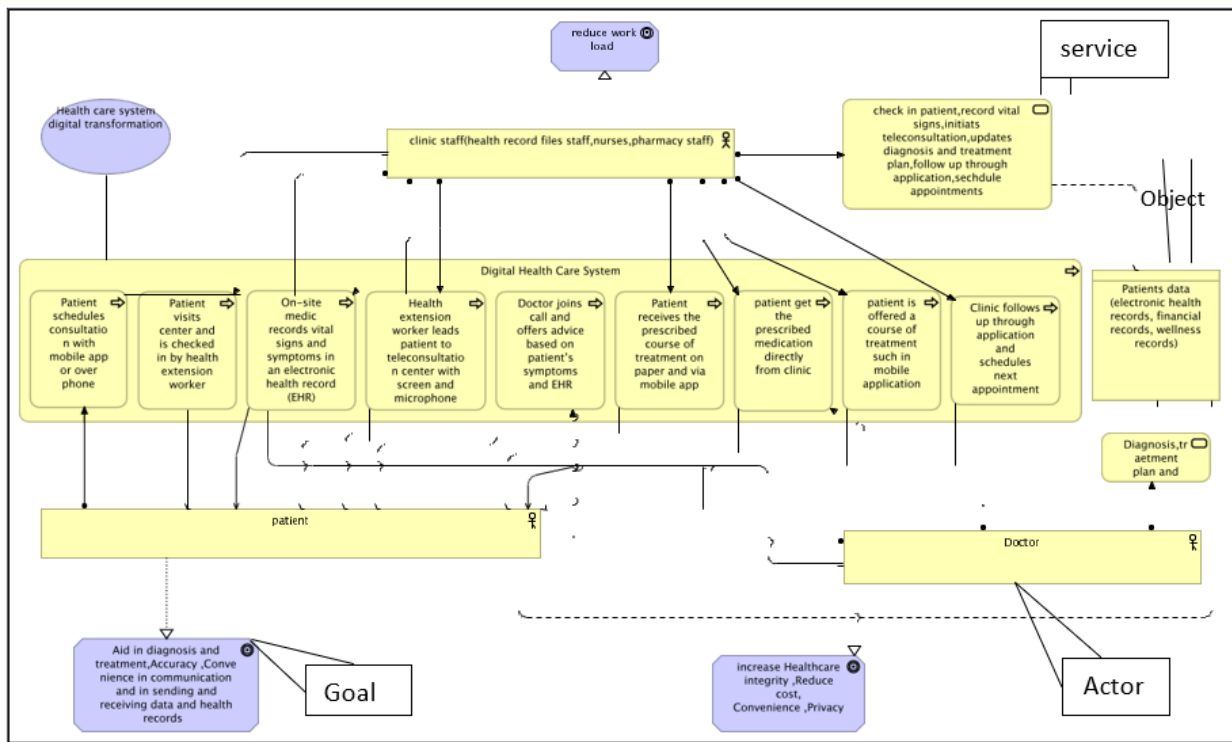 reduce work
load
service
Health care system
digital transformation
clinic staff(health record files staff,nurses,pharmacy staff)
check in patient,record vital
signs,initiats
teleconsultation,updates
diagnosis and treatment
plan,follow up through
application,sechdule
appointments
Object
Digital Health Care System
Patient
schedules
consultatio
n with
mobile app
or over
phone
Patient
visits
center and
is checked
in by health
extension
worker
On-site
medic
records vital
signs and
symptoms in
an electronic
health record
(EHR)
Health
extension
worker leads
patient to
teleconsultatio
n center with
screen and
microphone
Doctor joins
call and
offers advice
based on
patient's
symptoms
and EHR
Patient
receives the
prescribed
course of
treatment on
paper and via
mobile app
patient get
the
prescribed
medication
directly
from clinic
patient is
offered a
course of
treatment
such in
mobile
application
Clinic follows
up through
application
and
schedules
next
appointment
Patients data
(electronic health
records, financial
records, wellness
records)
Diagnosis,tr
aetment
plan and
patient
Doctor
Aid in diagnosis and
treatment,Accuracy ,Conve
nience in communication
and in sending and
receiving data and health
records
Goal
increase Healthcare
integrity ,Reduce
cost,
Convenience ,Privacy
Actor